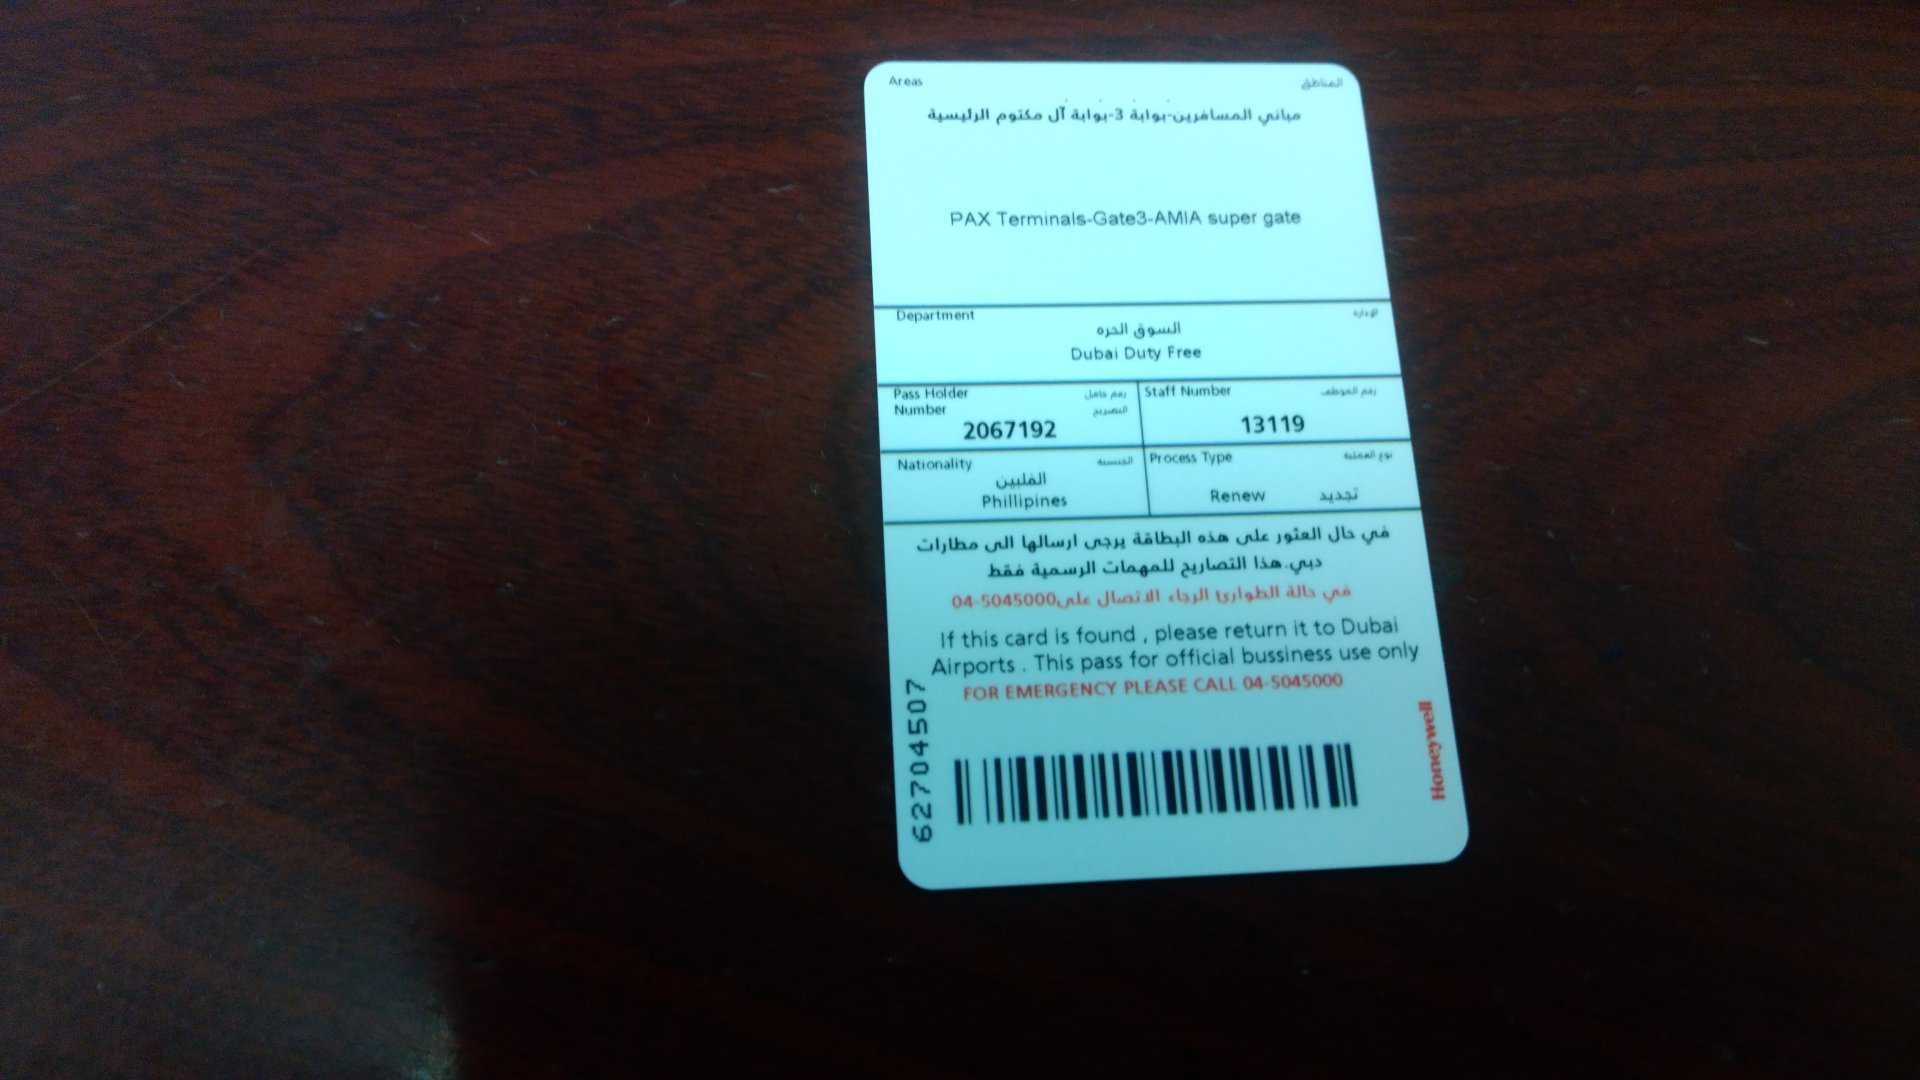 Areas المناطق
مباني المسافرين-بوابة 3-بوابة آل مكتوم الرئيسية
PAX Terminals-Gate3-AMIA super gate
Department الإدارة
السوق الحره
Dubai Duty Free
Pass Holder رقم حامل
Number التصريح
2067192
Staff Number رقم الموظف
13119
Nationality الجنسية
الفلبين
Phillipines
Process Type نوع العملية
Renew تجديد
في حال العثور على هذه البطاقة يرجى ارسالها الى مطارات
دبي.هذا التصاريح للمهمات الرسمية فقط
في حالة الطوارئ الرجاء الاتصال على04-5045000
If this card is found , please return it to Dubai
Airports . This pass for official bussiness use only
FOR EMERGENCY PLEASE CALL 04-5045000
62704507
Honeywell